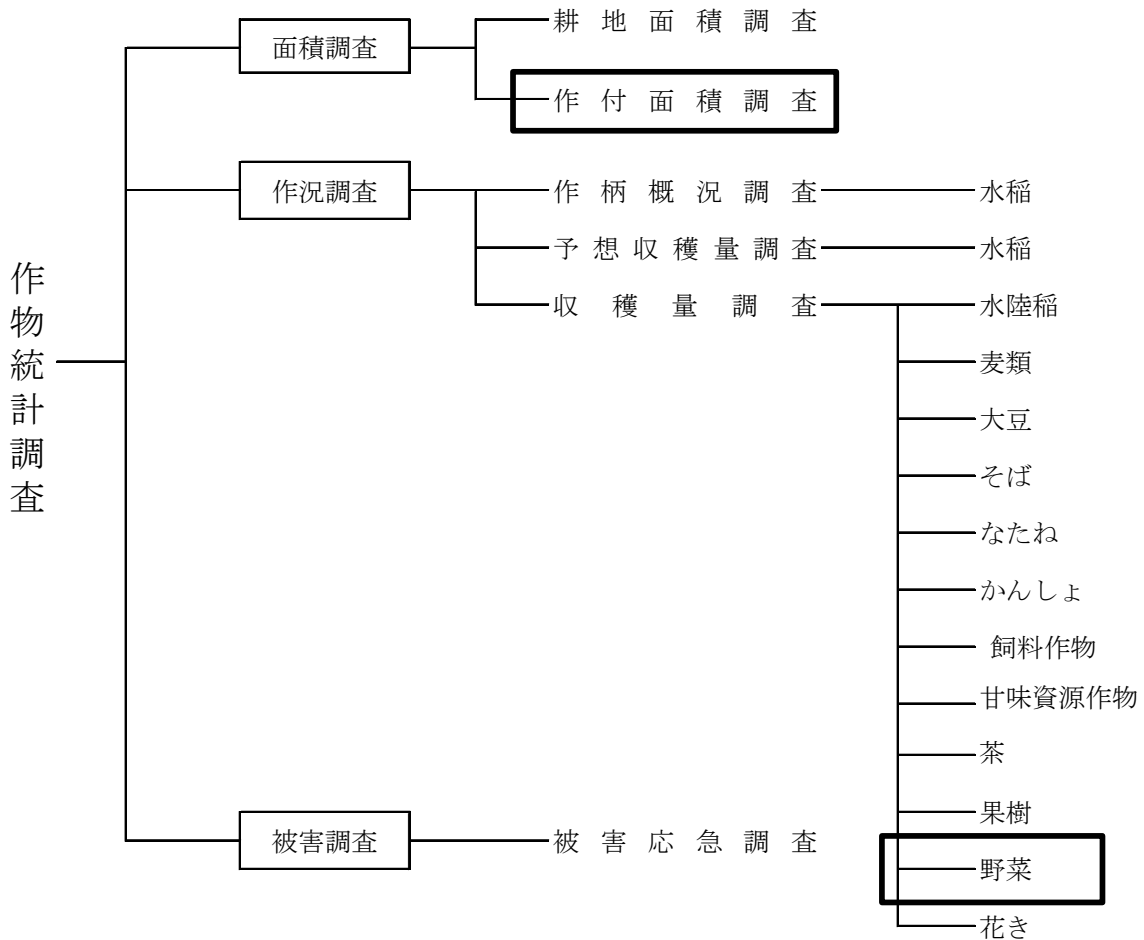 作物統計調査
面積調査
耕地面積調査
作付面積調査
作況調査
作柄概況調査
水稲
予想収穫量調査
水稲
収穫量調査
水陸稲
麦類
大豆
そば
なたね
かんしょ
飼料作物
甘味資源作物
茶
果樹
野菜
花き
被害調査
被害応急調査